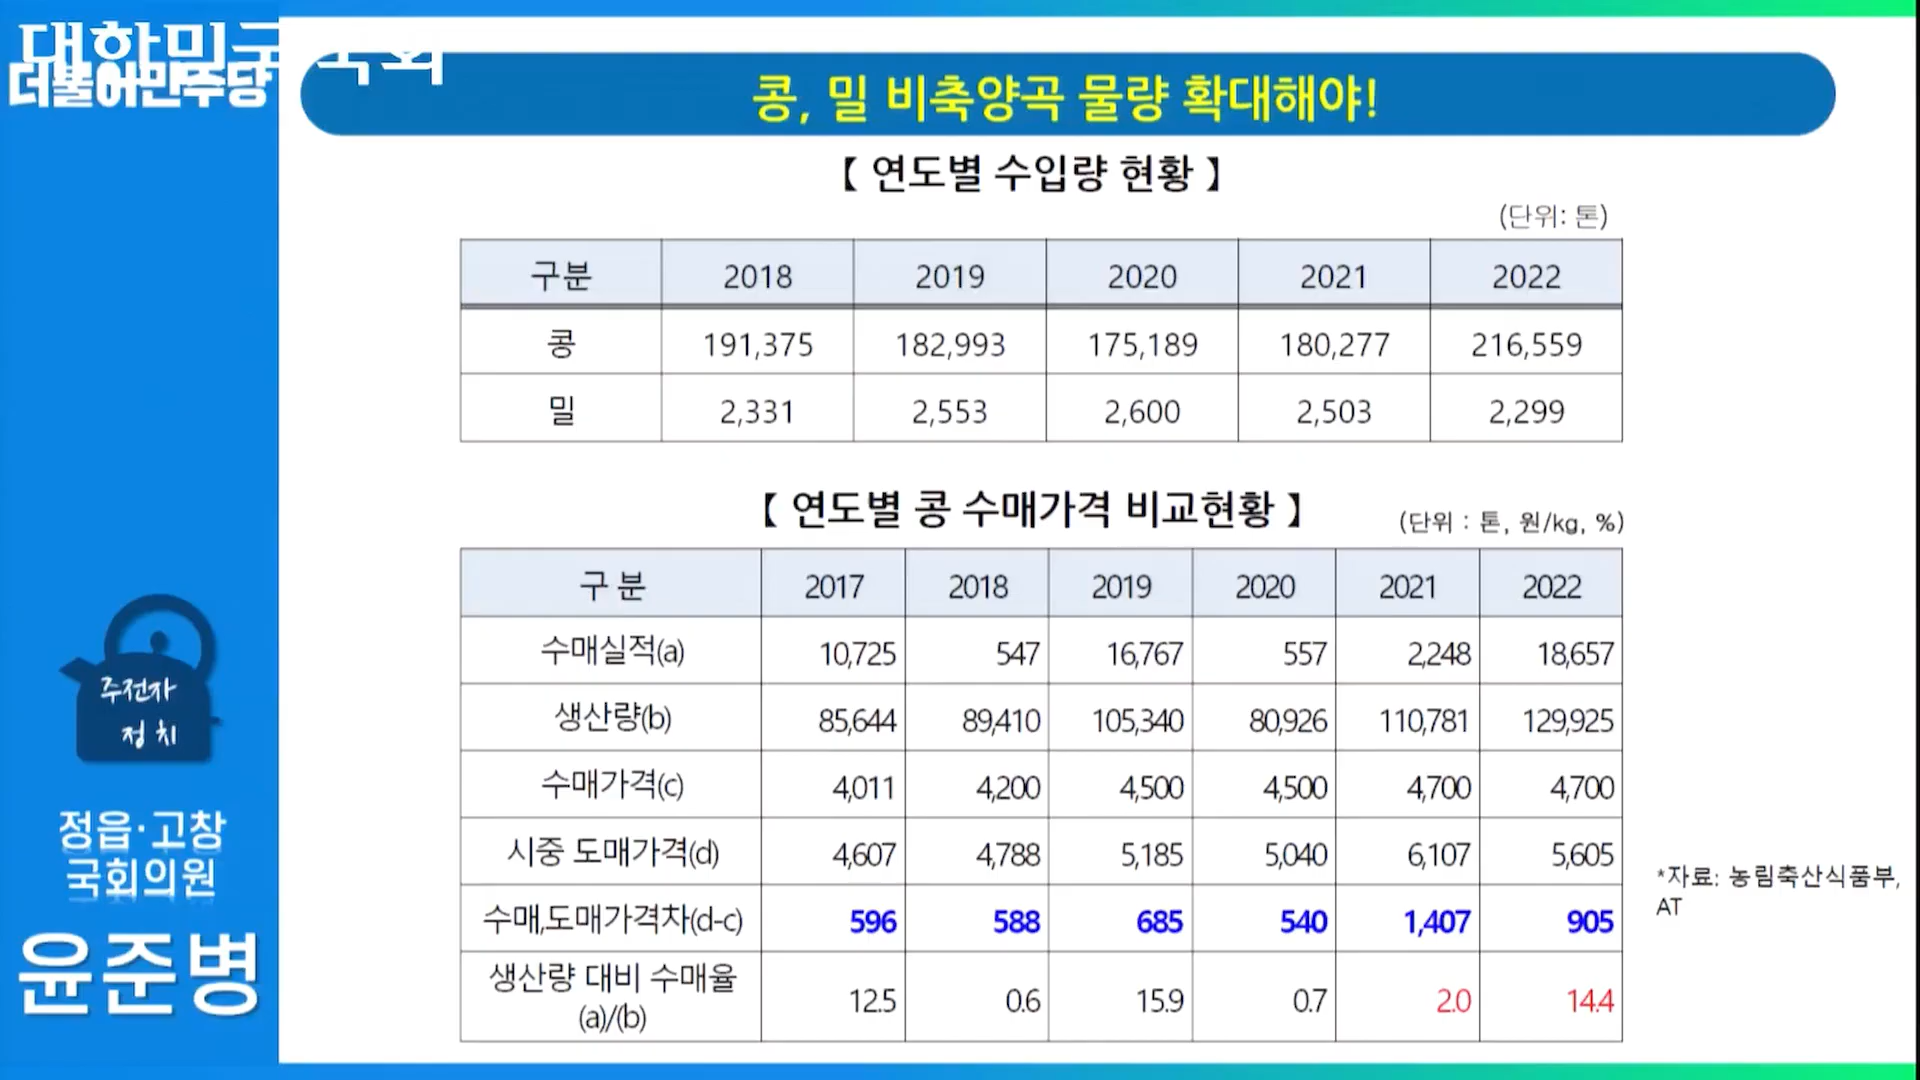 대한민국 국회
더불어민주당
콩, 밀 비축양곡 물량 확대해야!
【 연도별 수입량 현황 】
(단위: 톤)
구분 2018 2019 2020 2021 2022
콩 191,375 182,993 175,189 180,277 216,559
밀 2,331 2,553 2,600 2,503 2,299
【 연도별 콩 수매가격 비교현황 】
(단위 : 톤, 원/kg, %)
구 분 2017 2018 2019 2020 2021 2022
수매실적(a) 10,725 547 16,767 557 2,248 18,657
생산량(b) 85,644 89,410 105,340 80,926 110,781 129,925
수매가격(c) 4,011 4,200 4,500 4,500 4,700 4,700
시중 도매가격(d) 4,607 4,788 5,185 5,040 6,107 5,605
수매,도매가격차(d-c) 596 588 685 540 1,407 905
생산량 대비 수매율
(a)/(b) 12.5 0.6 15.9 0.7 2.0 14.4
*자료: 농림축산식품부,
AT
주전자
정치
정읍·고창
국회의원
윤준병